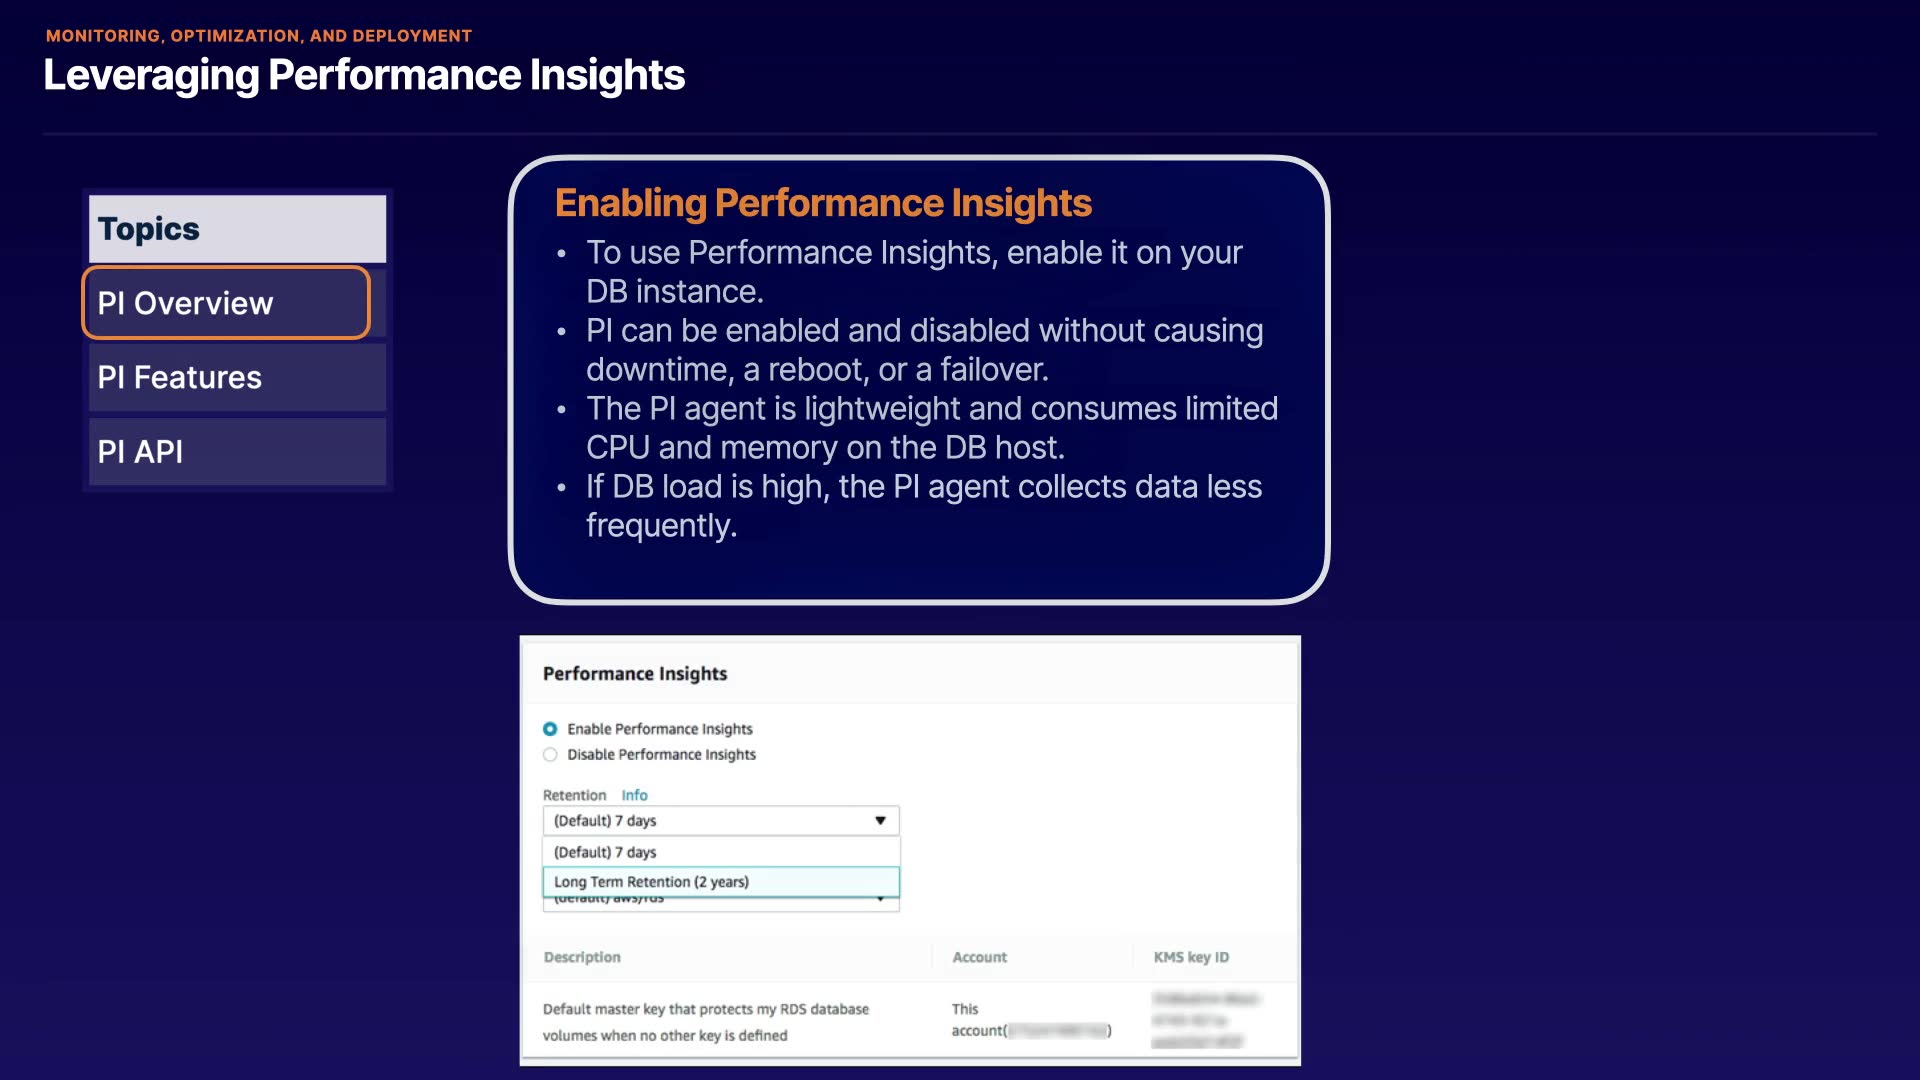 MONITORING, OPTIMIZATION, AND DEPLOYMENT
Leveraging Performance Insights
Topics
PI Overview
PI Features
PI API
Enabling Performance Insights
• To use Performance Insights, enable it on your
DB instance.
• PI can be enabled and disabled without causing
downtime, a reboot, or a failover.
• The PI agent is lightweight and consumes limited
CPU and memory on the DB host.
• If DB load is high, the PI agent collects data less
frequently.
Performance Insights
Enable Performance Insights
Disable Performance Insights
Retention Info
(Default) 7 days
(Default) 7 days
Long Term Retention (2 years)
(default) aws/rds
Description Account KMS key ID
Default master key that protects my RDS database
volumes when no other key is defined
This
account( )